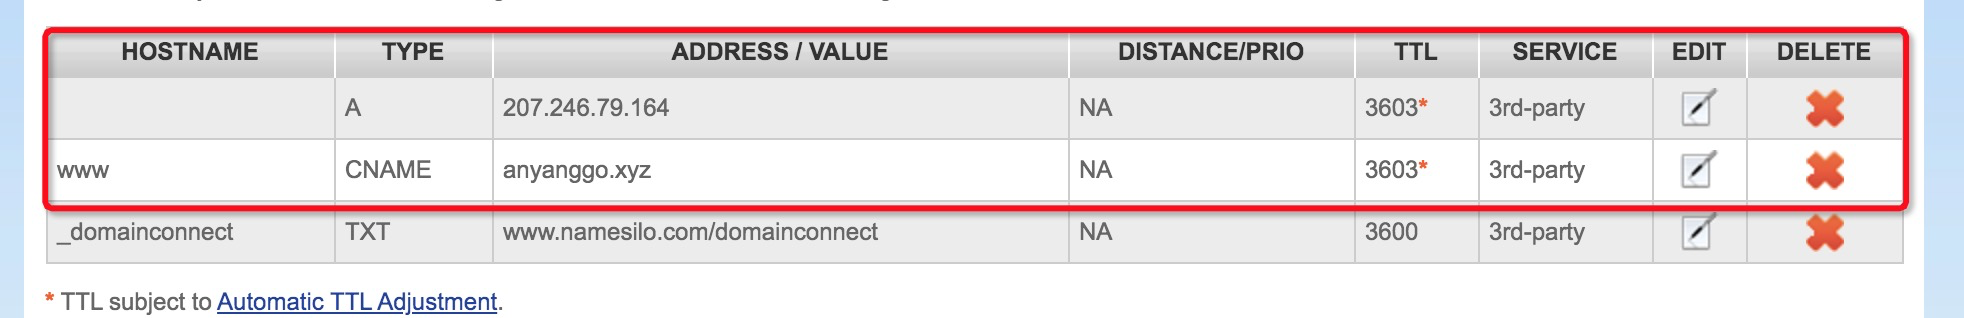 HOSTNAME TYPE ADDRESS / VALUE DISTANCE/PRIO TTL SERVICE EDIT DELETE
A 207.246.79.164 NA 3603* 3rd-party
www CNAME anyanggo.xyz NA 3603* 3rd-party
_domainconnect TXT www.namesilo.com/domainconnect NA 3600 3rd-party
* TTL subject to Automatic TTL Adjustment.